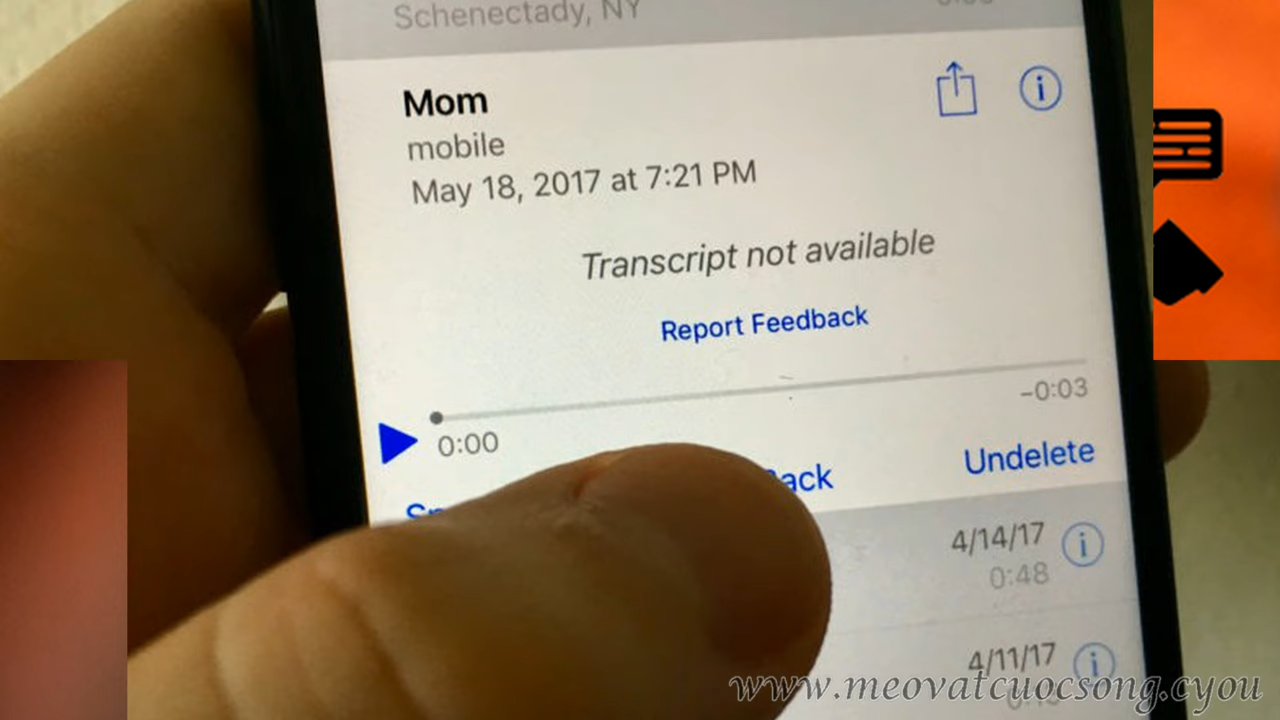 Schenectady, NY
Mom
mobile
May 18, 2017 at 7:21 PM
Transcript not available
Report Feedback
0:00
-0:03
Undelete
4/14/17
0:48
4/11/17
www.meovatcuocsong.cyou